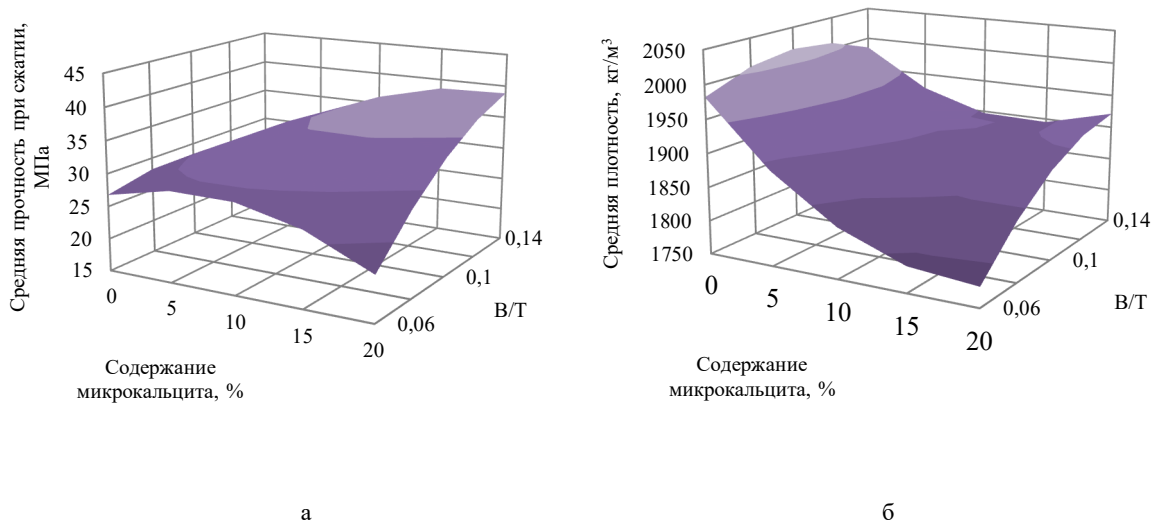 Средняя прочность при сжатии,
МПа
45
40
35
30
25
20
15
0
5
10
15
20
0,06
0,1
0,14
В/Т
Содержание
микрокальцита, %
а
Средняя плотность, кг/м³
2050
2000
1950
1900
1850
1800
1750
0
5
10
15
20
0,06
0,1
0,14
В/Т
Содержание
микрокальцита, %
б